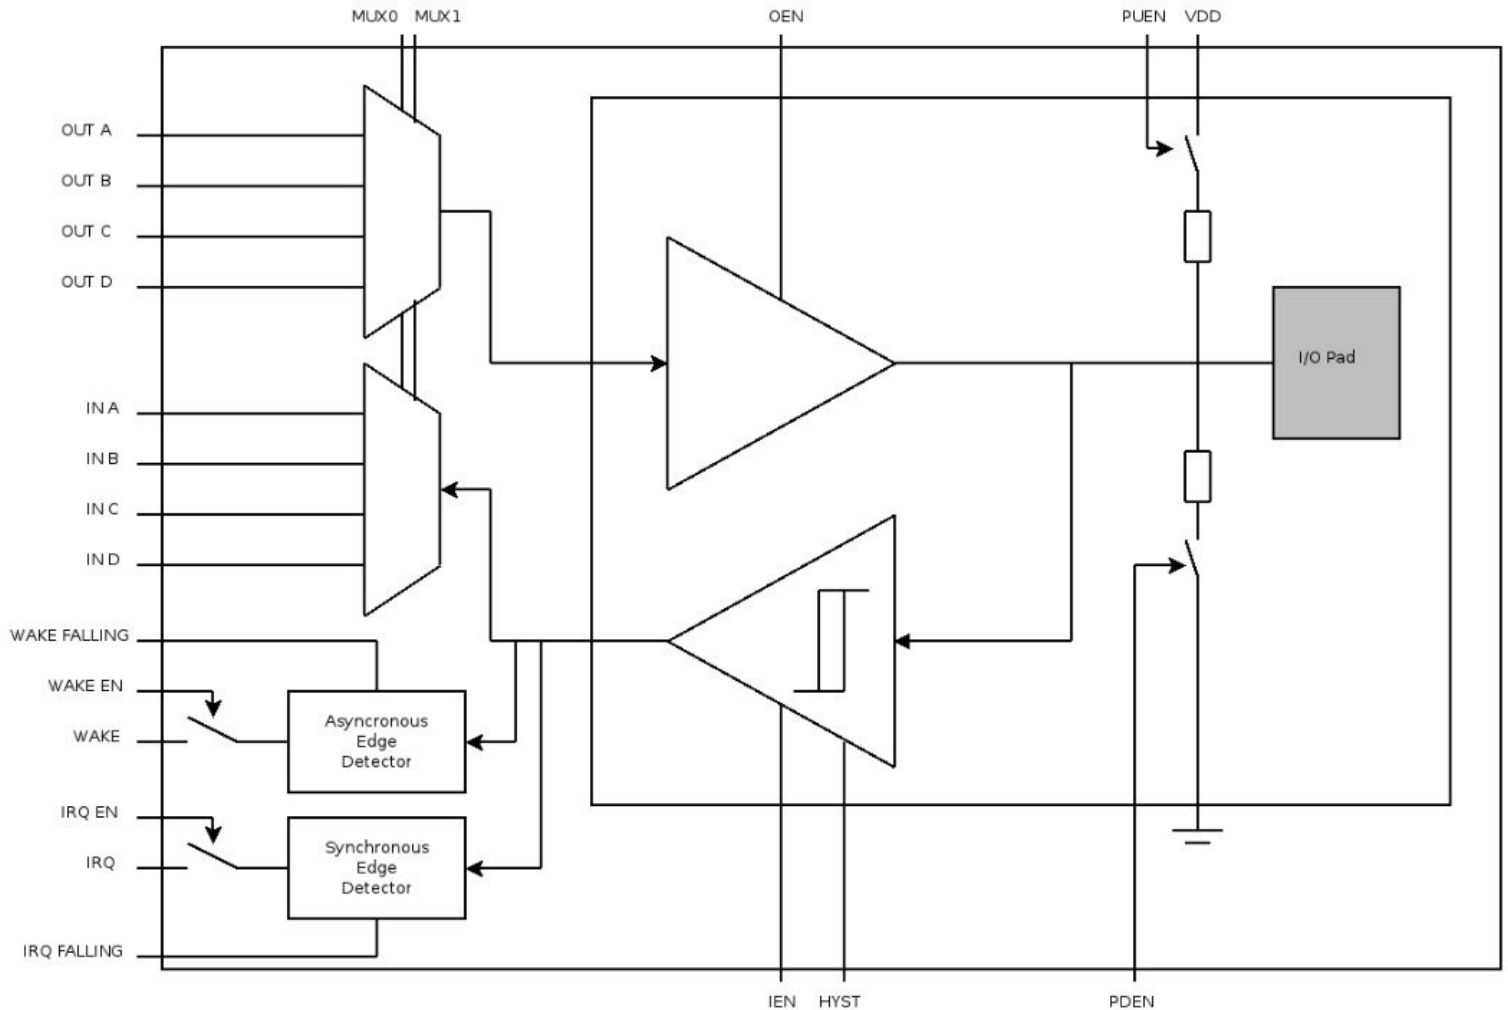 MUX0 MUX1 OEN PUEN VDD
OUT A
OUT B
OUT C
OUT D
I/O Pad
IN A
IN B
IN C
IN D
WAKE FALLING
WAKE EN
WAKE
Asyncronous
Edge
Detector
IRQ EN
IRQ
Synchronous
Edge
Detector
IRQ FALLING
IEN HYST PDEN